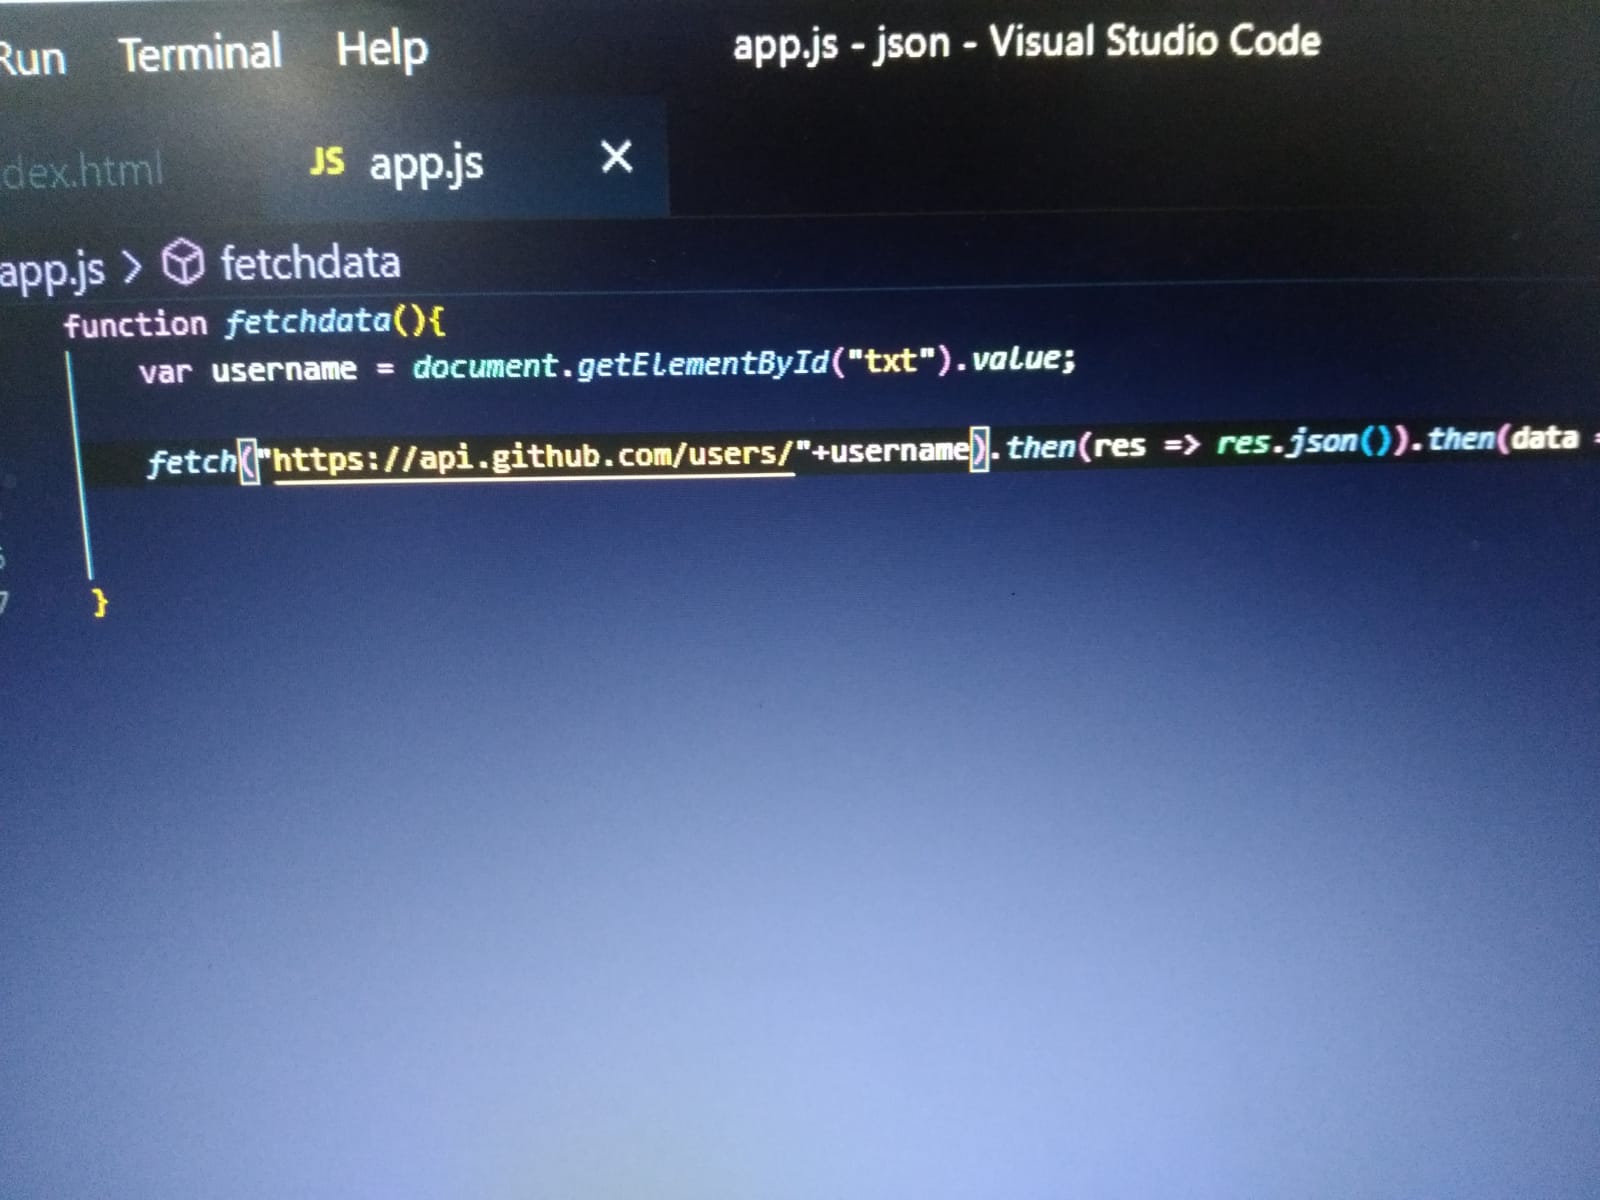 Run Terminal Help app.js - json - Visual Studio Code
dex.html JS app.js ×
app.js > fetchdata
function fetchdata(){
var username = document.getElementById("txt").value;
fetch("https://api.github.com/users/"+username).then(res => res.json()).then(data =
7 }